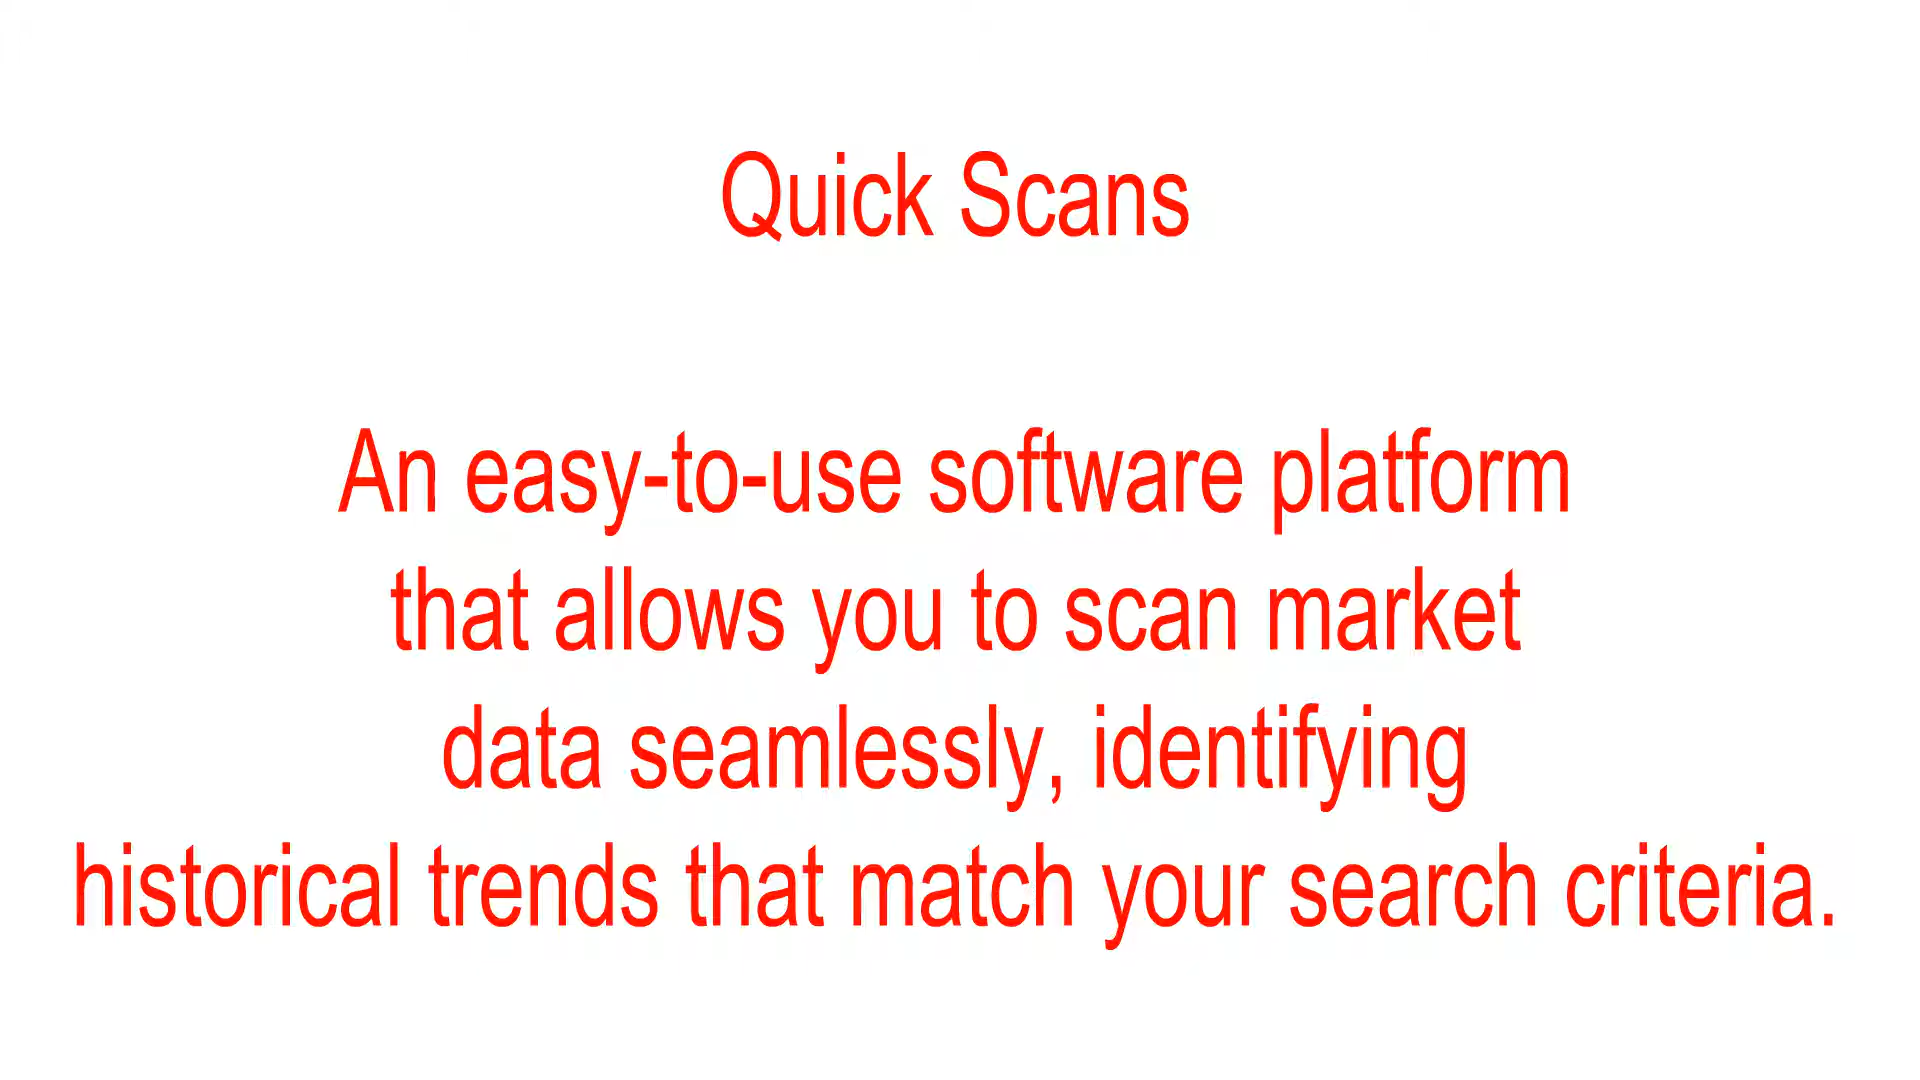 Quick Scans
An easy-to-use software platform
that allows you to scan market
data seamlessly, identifying
historical trends that match your search criteria.